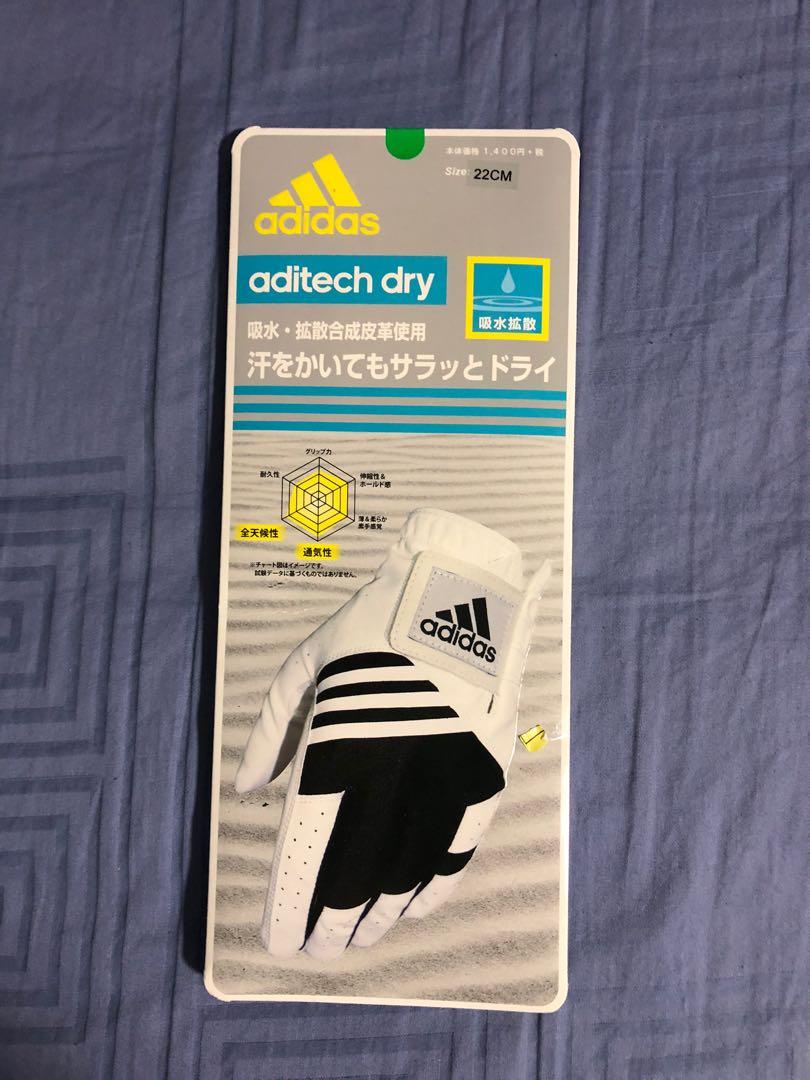 本体価格 1,400円+税
Size: 22CM
adidas
aditech dry
吸水拡散
吸水・拡散合成皮革使用
汗をかいてもサラッとドライ
グリップ力
耐久性
伸縮性&
ホールド感
薄&柔らか
素手感覚
全天候性
通気性
※チャート図はイメージです。
試験データに基づくものではありません。
adidas